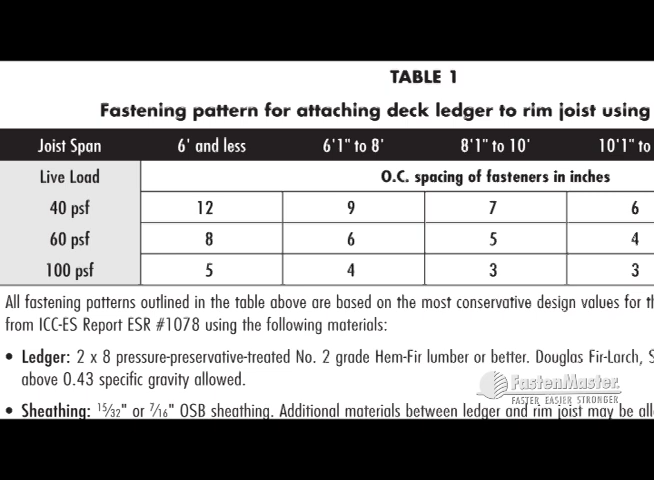 TABLE 1
Fastening pattern for attaching deck ledger to rim joist using
Joist Span 6' and less 6'1" to 8' 8'1" to 10' 10'1" to
Live Load O.C. spacing of fasteners in inches
40 psf 12 9 7 6
60 psf 8 6 5 4
100 psf 5 4 3 3
All fastening patterns outlined in the table above are based on the most conservative design values for
from ICC-ES Report ESR #1078 using the following materials:
• Ledger: 2 x 8 pressure-preservative-treated No. 2 grade Hem-Fir lumber or better. Douglas Fir-Larch,
above 0.43 specific gravity allowed.
FastenMaster.
FASTER EASIER STRONGER
• Sheathing: 15/32" or 7/16" OSB sheathing. Additional materials between ledger and rim joist may be